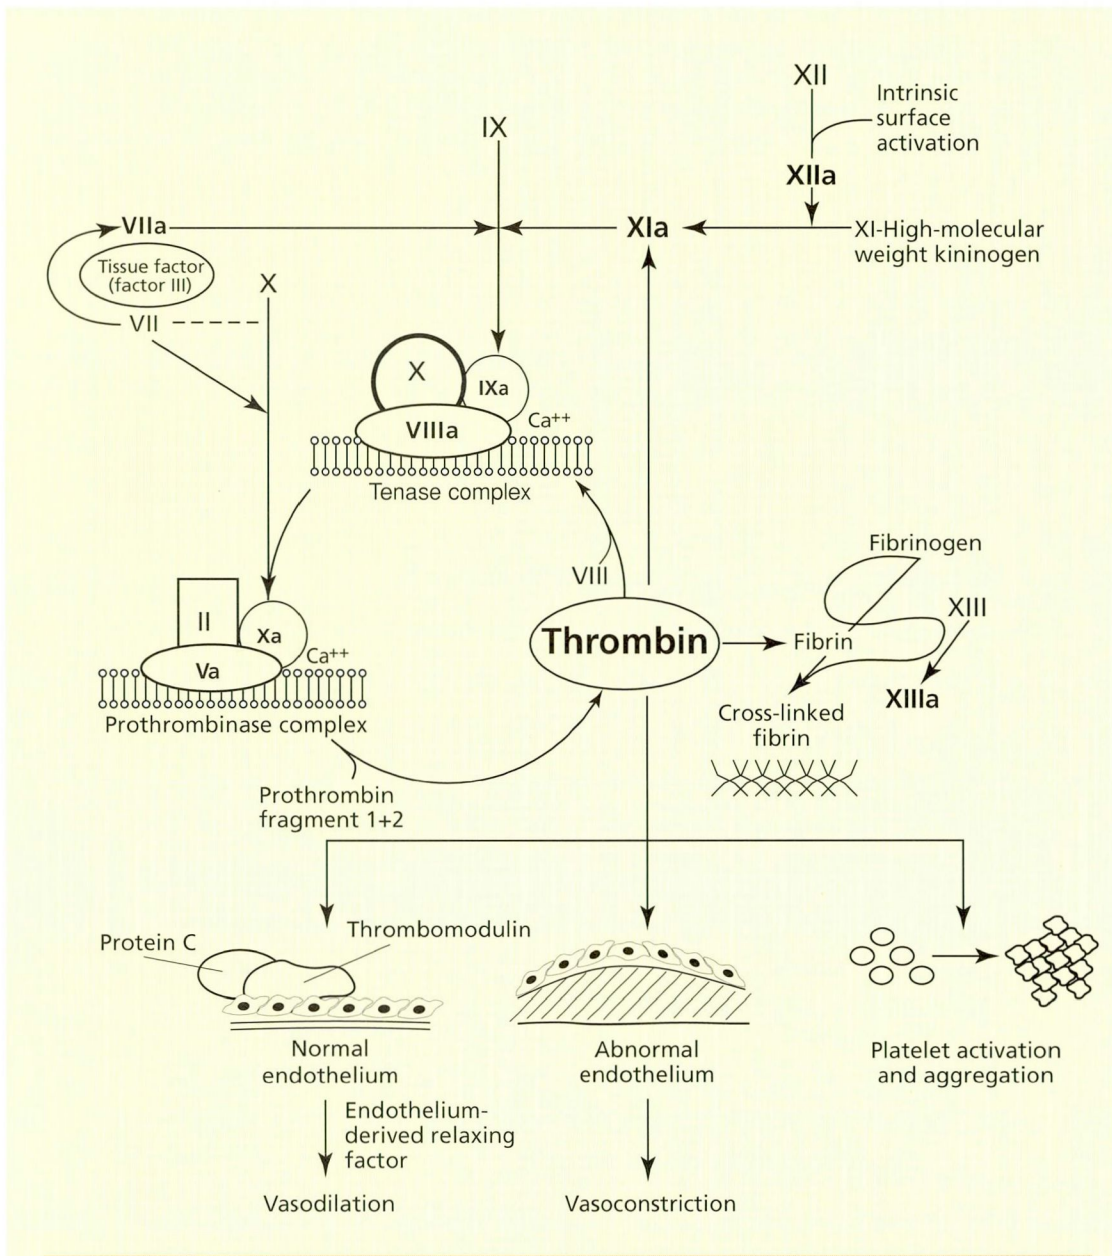 XII
Intrinsic
surface
activation
IX
XIIa
VIIa
XIa
XI-High-molecular
weight kininogen
Tissue factor
(factor III)
X
VII
X
IXa
VIIIa
Ca++
Tenase complex
VIII
Fibrinogen
XIII
II
Xa
Va
Ca++
Prothrombinase complex
Thrombin
Fibrin
XIIIa
Cross-linked
fibrin
Prothrombin
fragment 1+2
Protein C
Thrombomodulin
Normal
endothelium
Abnormal
endothelium
Platelet activation
and aggregation
Endothelium-
derived relaxing
factor
Vasodilation
Vasoconstriction